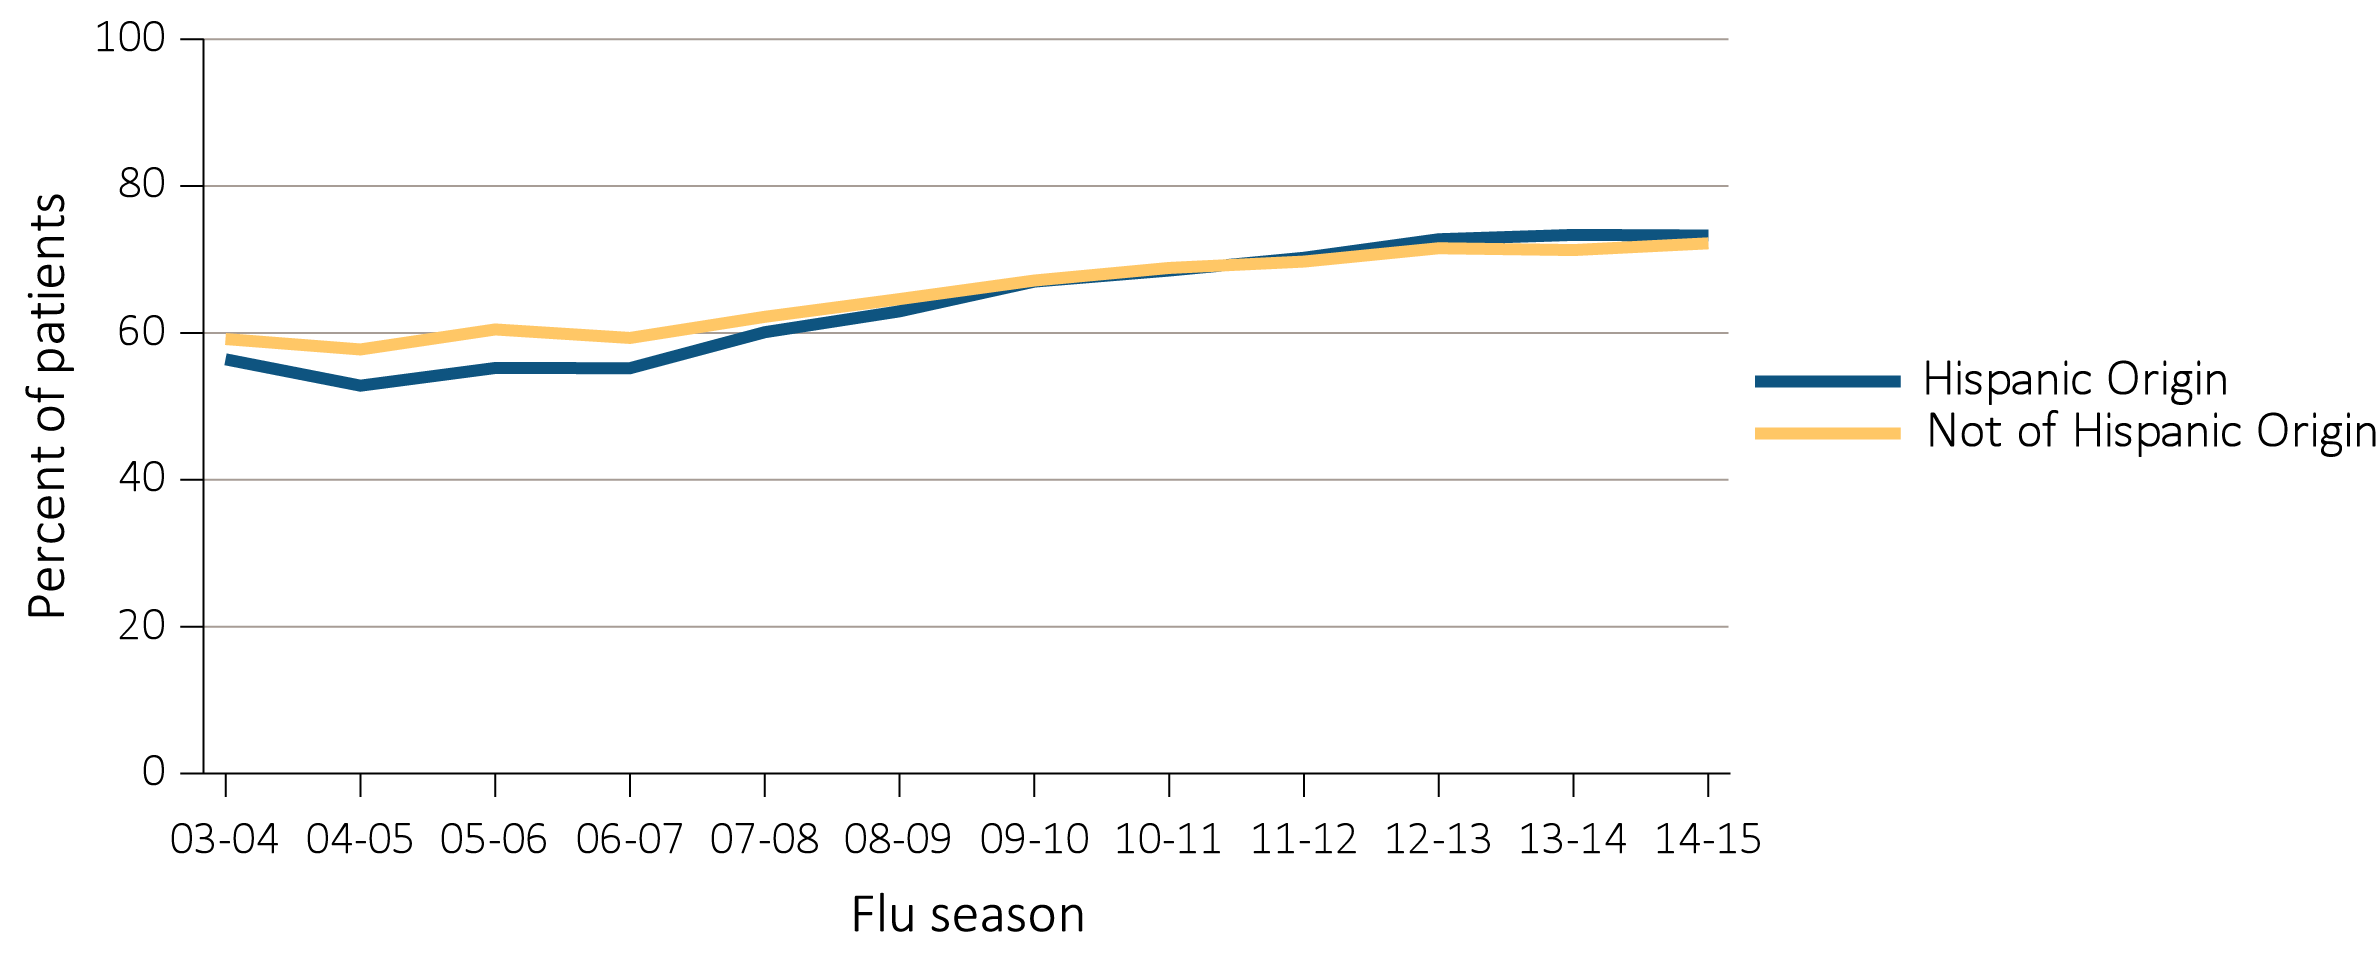 100
80
60
40
20
0
Percent of patients
03-04 04-05 05-06 06-07 07-08 08-09 09-10 10-11 11-12 12-13 13-14 14-15
Flu season
Hispanic Origin
Not of Hispanic Origin